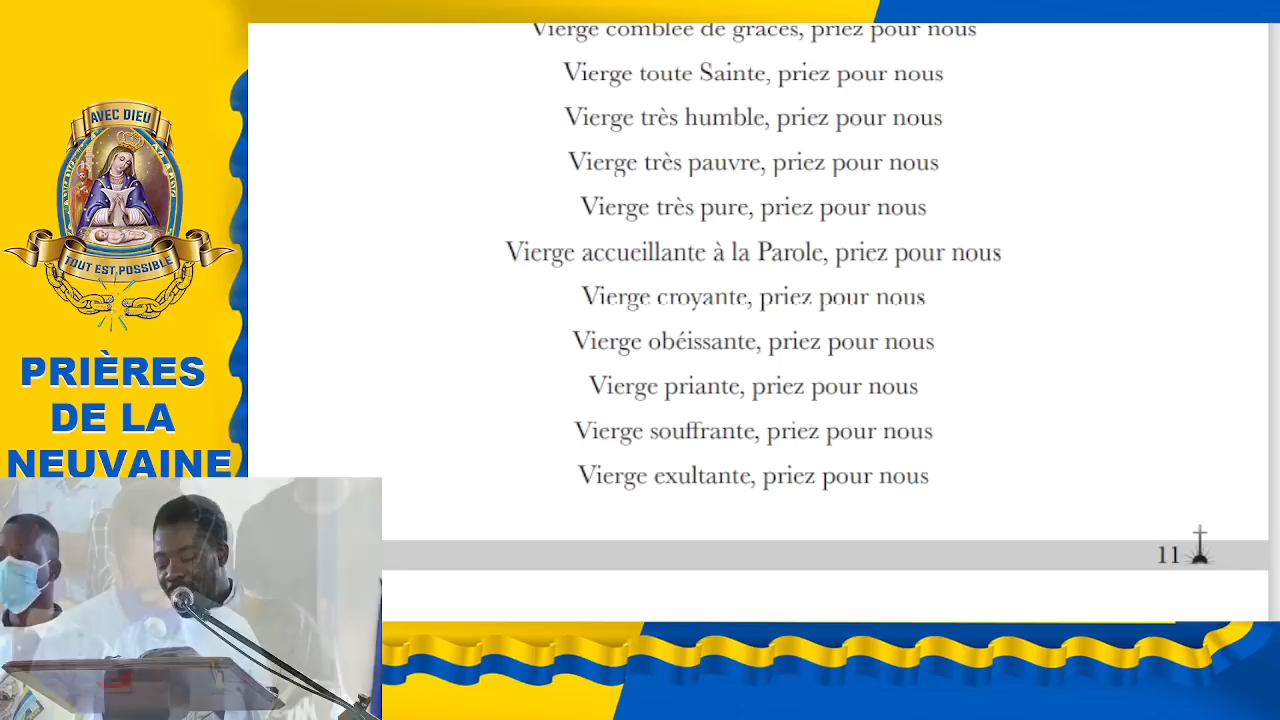 AVEC DIEU
TOUT EST POSSIBLE
PRIÈRES
DE LA
NEUVAINE
Vierge comblée de grâces, priez pour nous
Vierge toute Sainte, priez pour nous
Vierge très humble, priez pour nous
Vierge très pauvre, priez pour nous
Vierge très pure, priez pour nous
Vierge accueillante à la Parole, priez pour nous
Vierge croyante, priez pour nous
Vierge obéissante, priez pour nous
Vierge priante, priez pour nous
Vierge souffrante, priez pour nous
Vierge exultante, priez pour nous
11